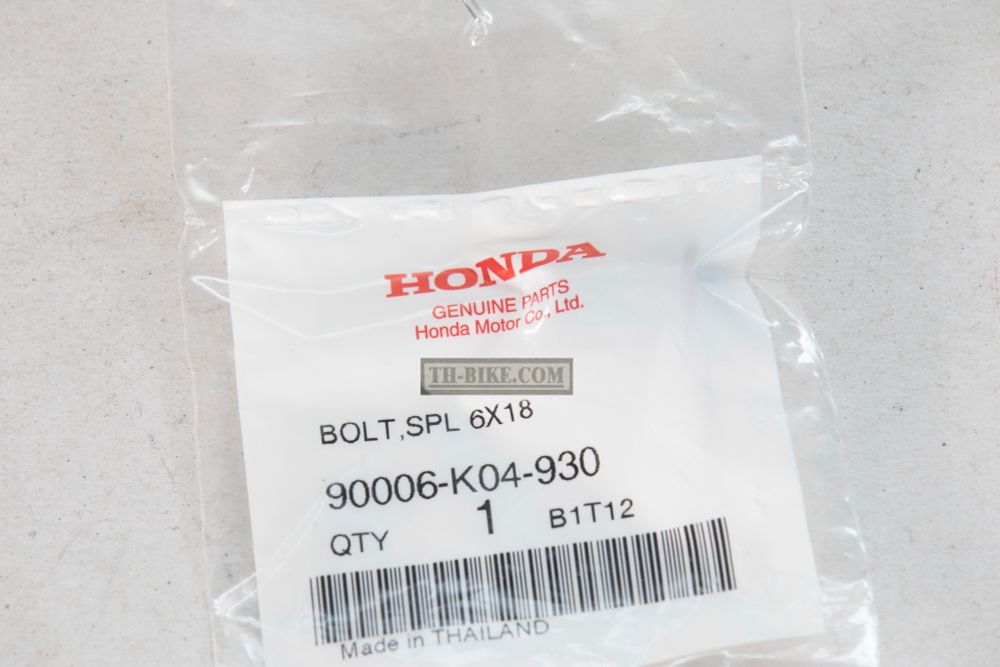 HONDA
GENUINE PARTS
Honda Motor Co., Ltd.
TH-BIKE.COM
BOLT,SPL 6X18
90006-K04-930
QTY 1 B1T12
Made in THAILAND